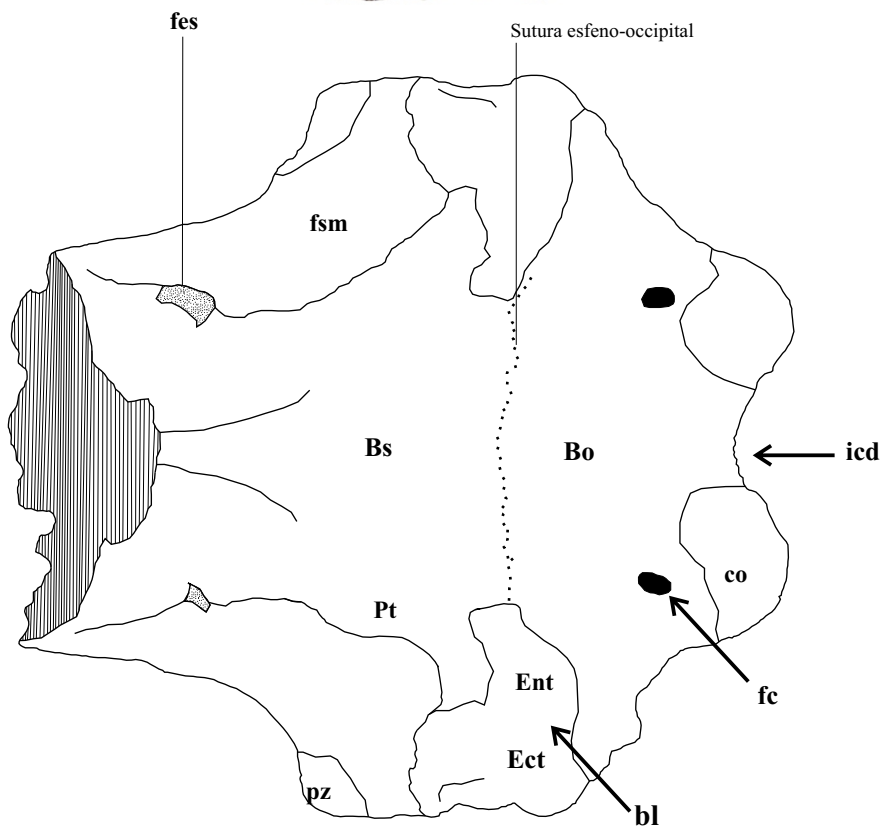 fes
Sutura esfeno-occipital
fsm
Bs
Bo
icd
co
Pt
Ent
fc
Ect
pz
bl